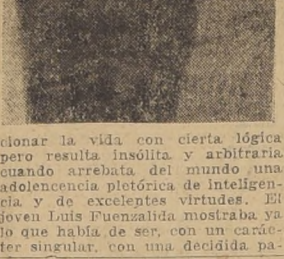 cionar la vida con cierta lógica
pero resulta insólita y arbitraria
cuando arrebata del mundo una
adolencencia pletórica de inteligen-
cia y de excelentes virtudes. El
joven Luis Fuenzalida mostraba ya
lo que había de ser, con un carác-
ter singular, con una decidida pa-